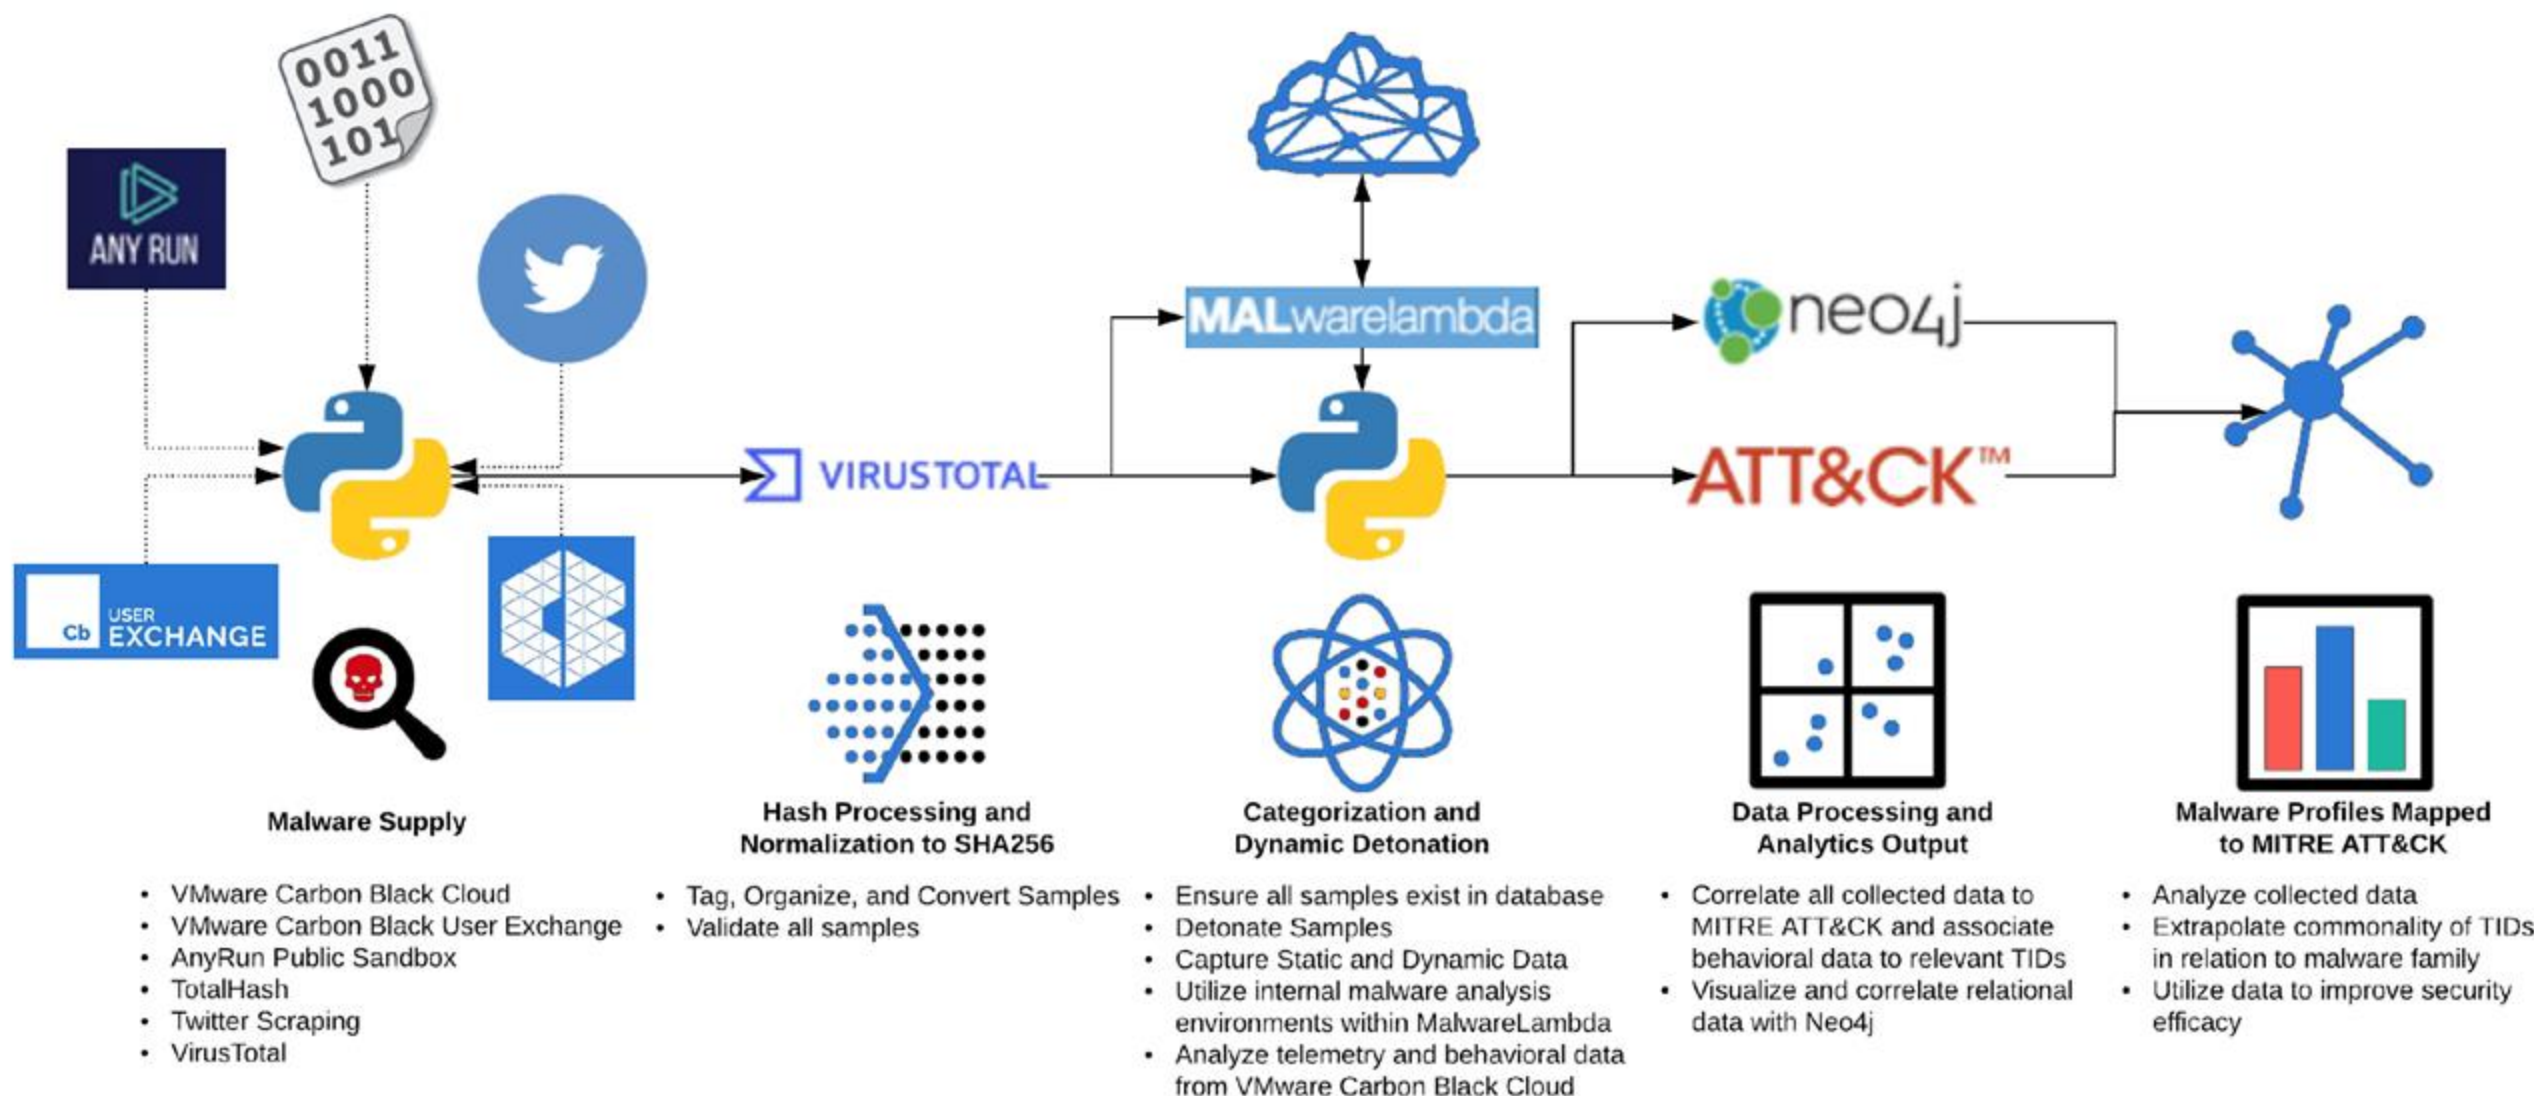 0011
1000
101
ANY RUN
Cb
USER
EXCHANGE
VIRUSTOTAL
MALwarelambda
neo4j
ATT&CK™
Malware Supply
• VMware Carbon Black Cloud
• VMware Carbon Black User Exchange
• AnyRun Public Sandbox
• TotalHash
• Twitter Scraping
• VirusTotal
Hash Processing and
Normalization to SHA256
• Tag, Organize, and Convert Samples
• Validate all samples
Categorization and
Dynamic Detonation
• Ensure all samples exist in database
• Detonate Samples
• Capture Static and Dynamic Data
• Utilize internal malware analysis
environments within MalwareLambda
• Analyze telemetry and behavioral data
from VMware Carbon Black Cloud
Data Processing and
Analytics Output
• Correlate all collected data to
MITRE ATT&CK and associate
behavioral data to relevant TIDs
• Visualize and correlate relational
data with Neo4j
Malware Profiles Mapped
to MITRE ATT&CK
• Analyze collected data
• Extrapolate commonality of TIDs
in relation to malware family
• Utilize data to improve security
efficacy